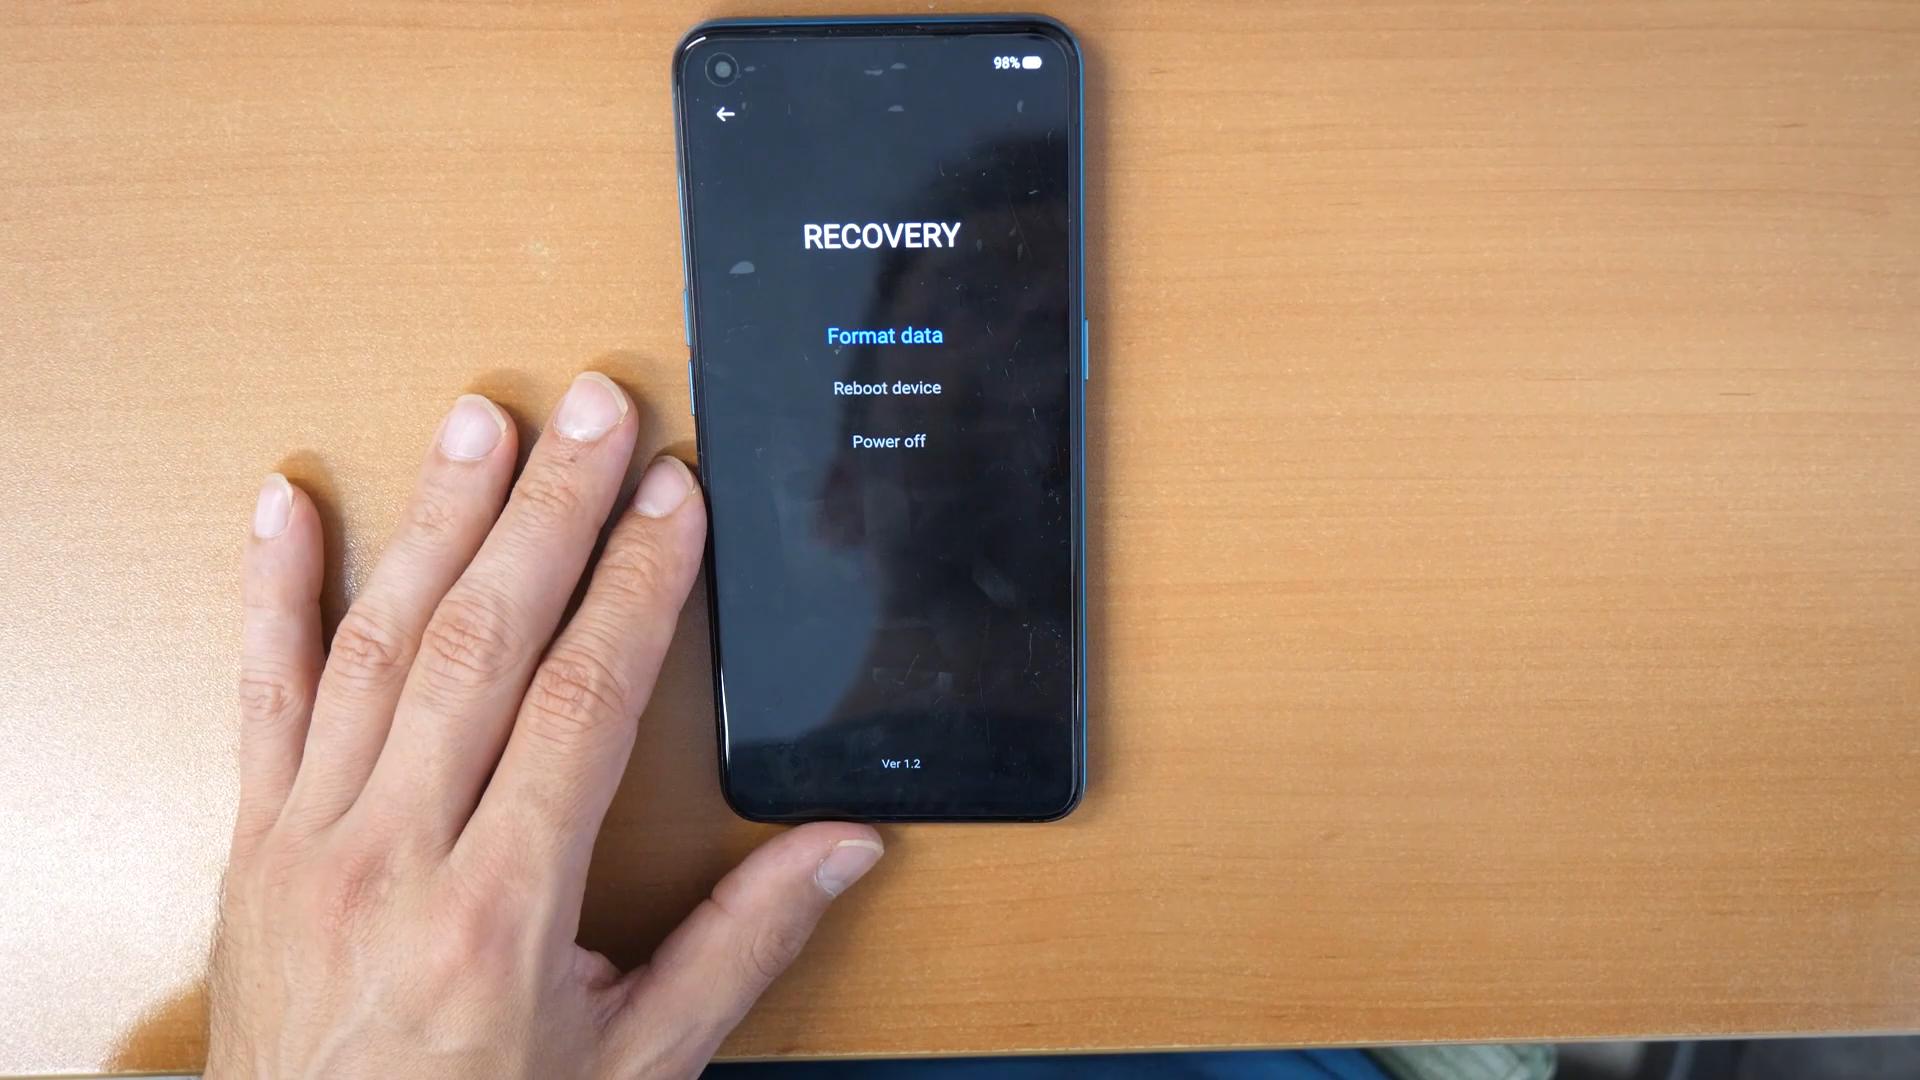 98%
RECOVERY
Format data
Reboot device
Power off
Ver 1.2